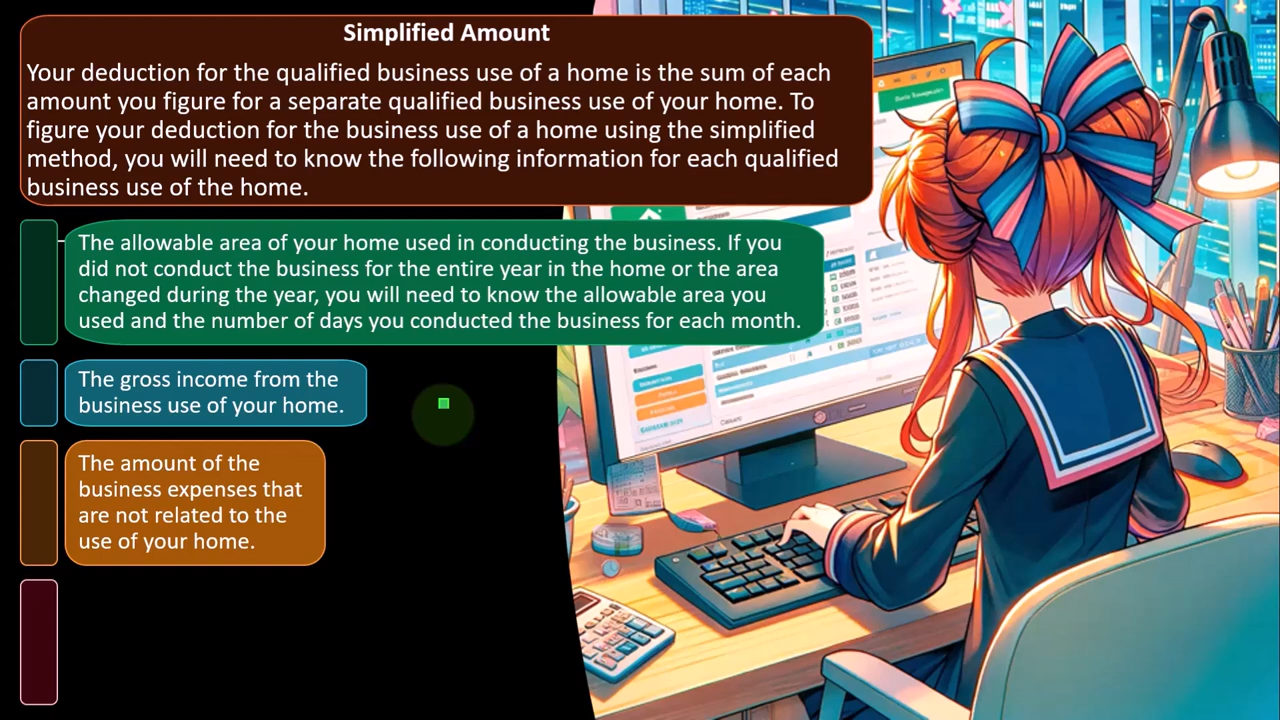 Simplified Amount
Your deduction for the qualified business use of a home is the sum of each
amount you figure for a separate qualified business use of your home. To
figure your deduction for the business use of a home using the simplified
method, you will need to know the following information for each qualified
business use of the home.
The allowable area of your home used in conducting the business. If you
did not conduct the business for the entire year in the home or the area
changed during the year, you will need to know the allowable area you
used and the number of days you conducted the business for each month.
The gross income from the
business use of your home.
The amount of the
business expenses that
are not related to the
use of your home.